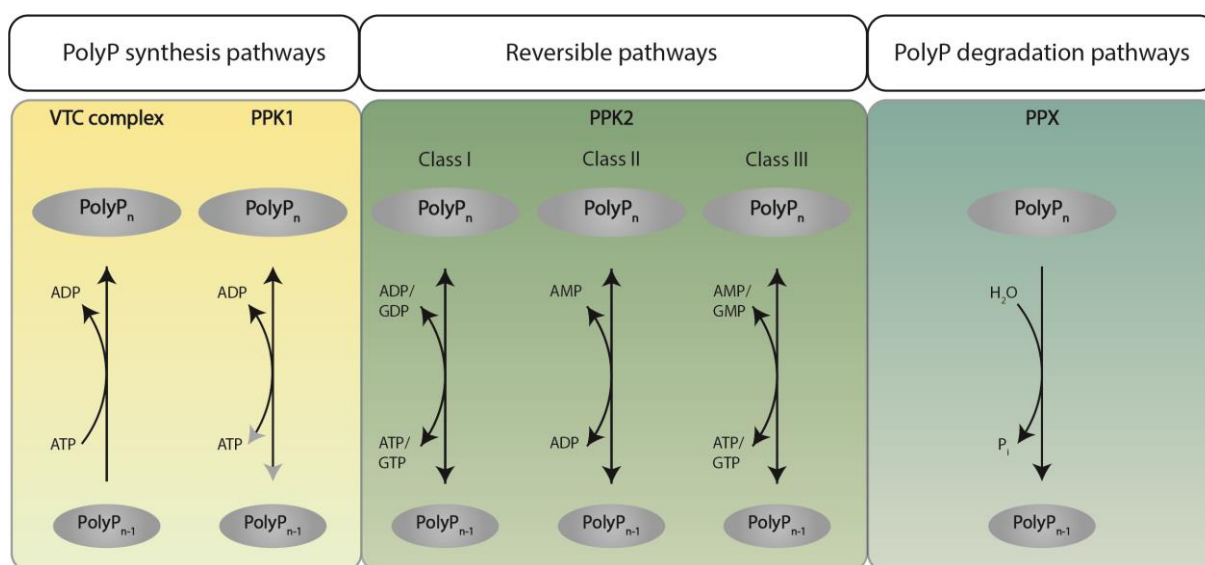 PolyP synthesis pathways
Reversible pathways
PolyP degradation pathways
VTC complex
PPK1
PPK2
PPX
Class I
Class II
Class III
PolyPₙ
PolyPₙ
PolyPₙ
PolyPₙ
PolyPₙ
PolyPₙ
ADP
ATP
ADP
ATP
ADP/
GDP
ATP/
GTP
AMP
ADP
AMP/
GMP
ATP/
GTP
H₂O
Pᵢ
PolyPₙ₋₁
PolyPₙ₋₁
PolyPₙ₋₁
PolyPₙ₋₁
PolyPₙ₋₁
PolyPₙ₋₁